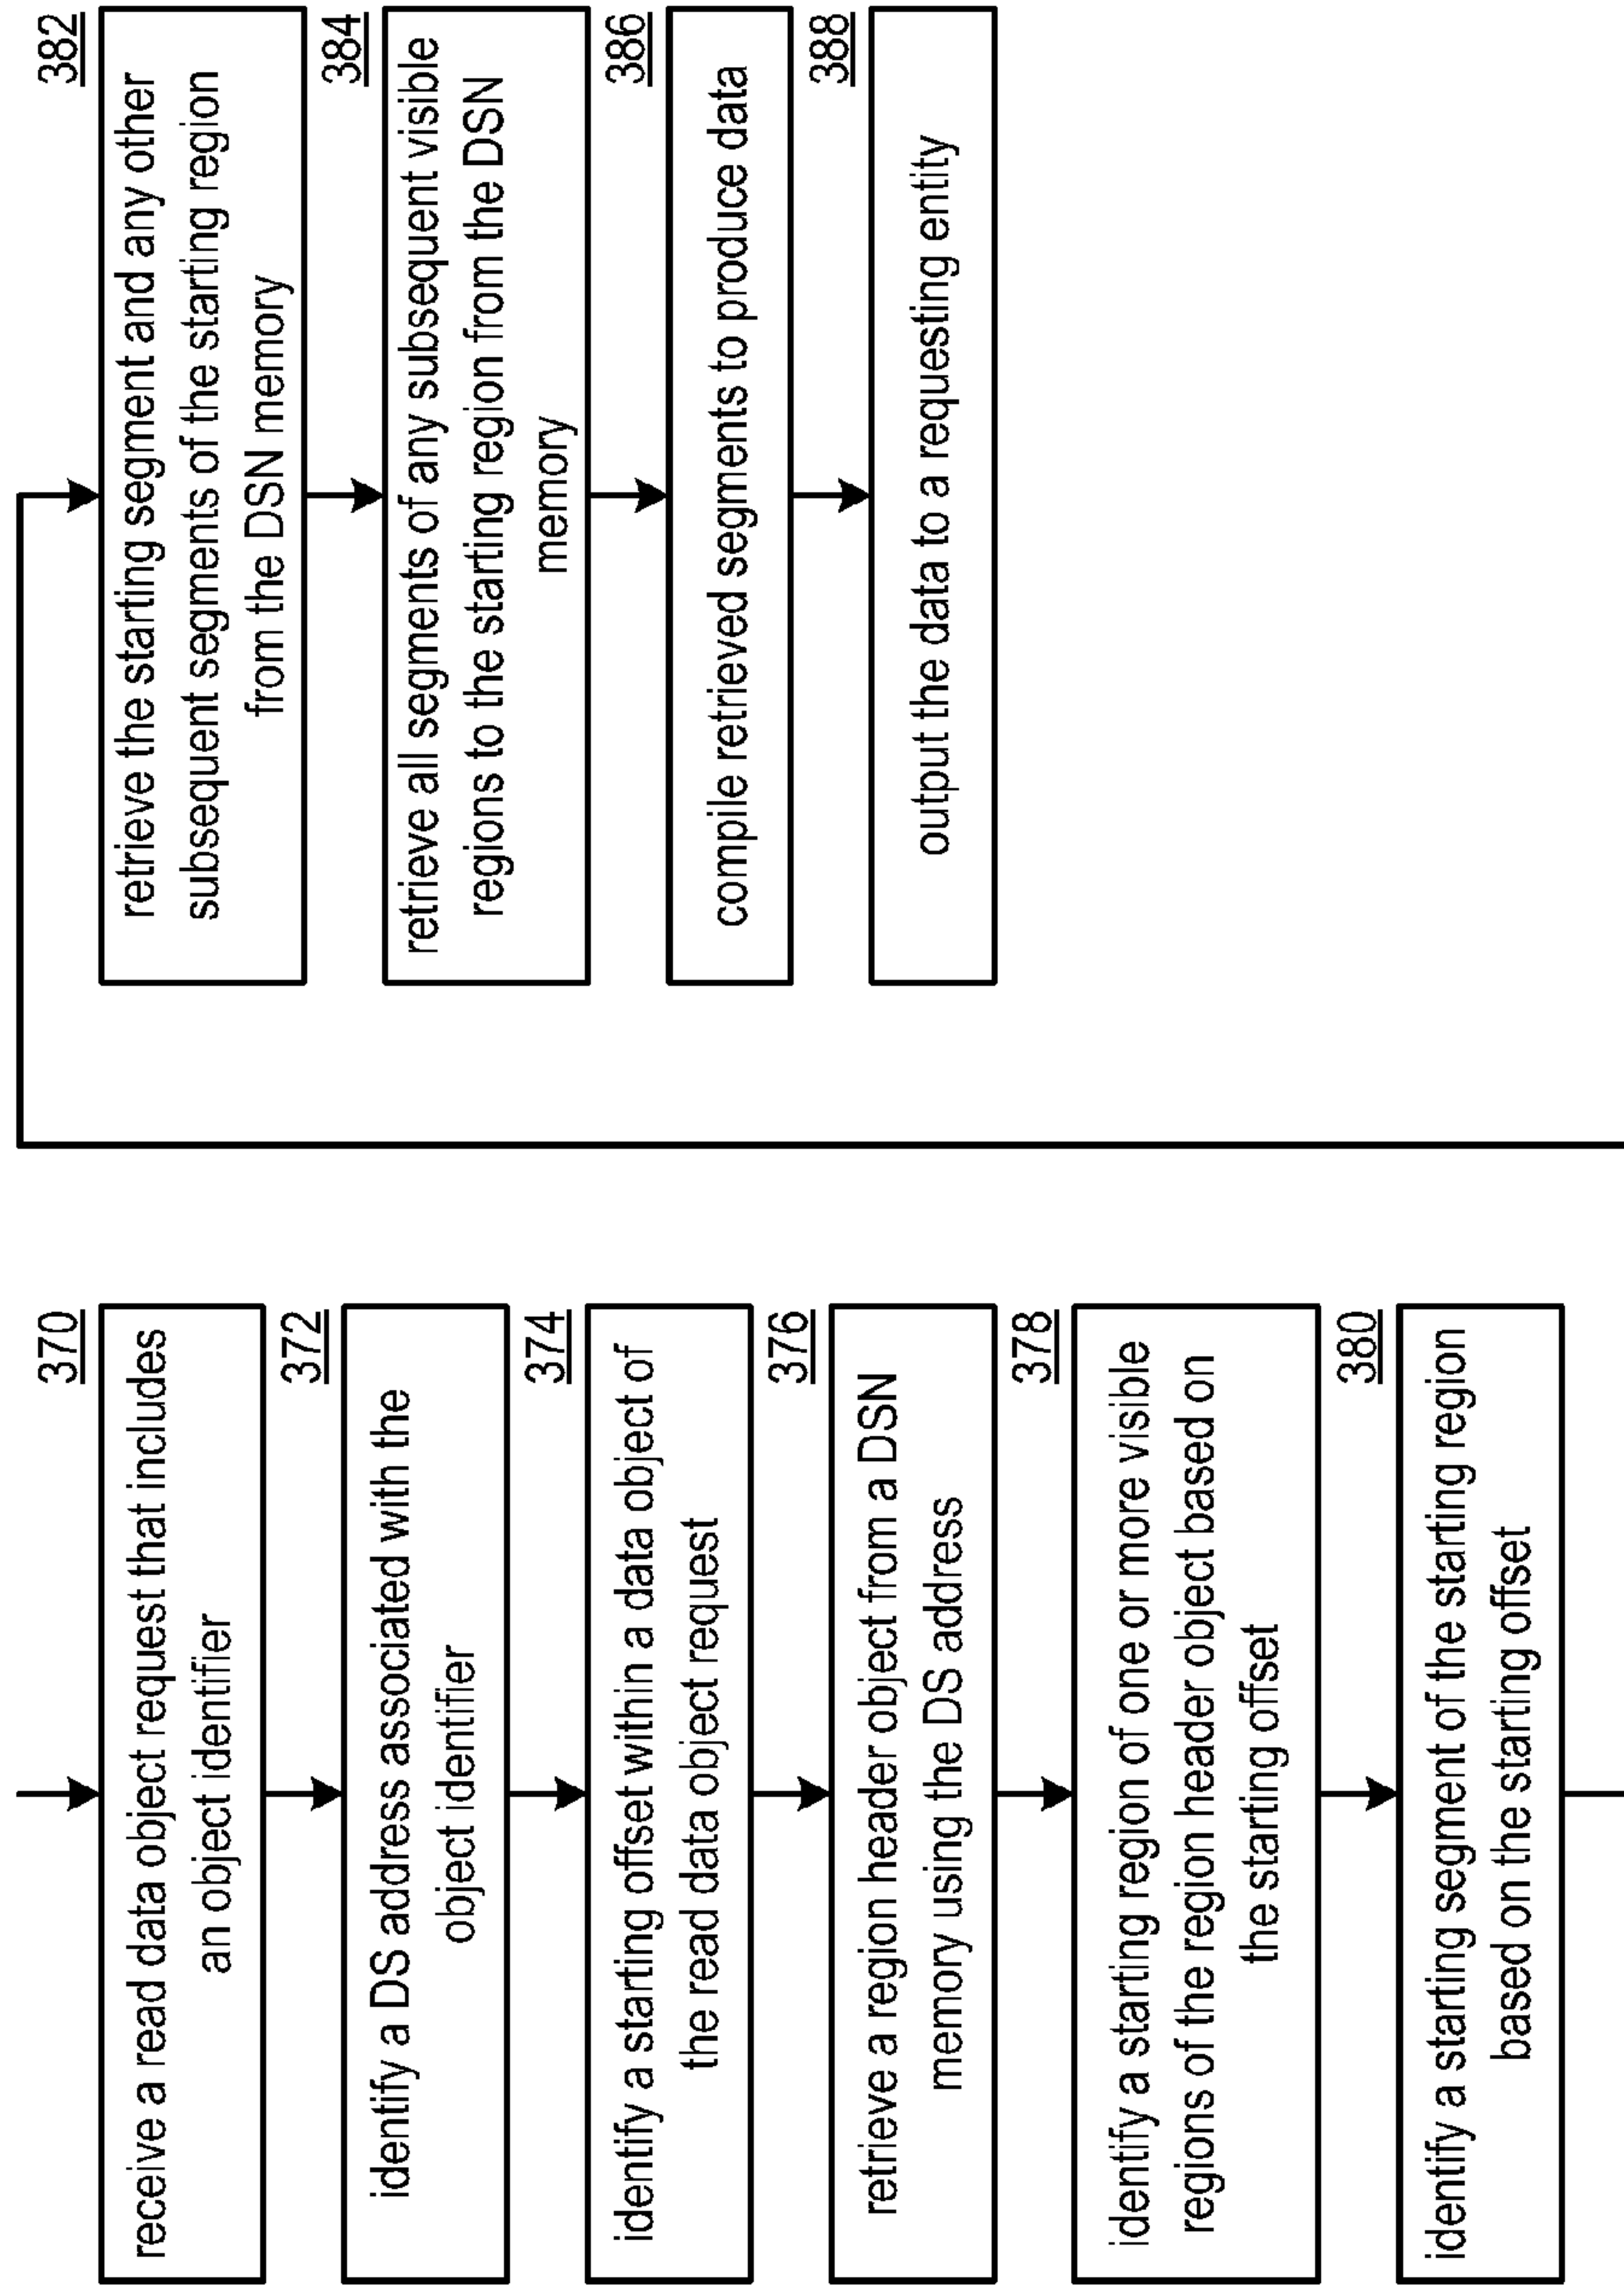 370
receive a read data object request that includes
an object identifier
372
identify a DS address associated with the
object identifier
374
identify a starting offset within a data object of
the read data object request
376
retrieve a region header object from a DSN
memory using the DS address
378
identify a starting region of one or more visible
regions of the region header object based on
the starting offset
380
identify a starting segment of the starting region
based on the starting offset
382
retrieve the starting segment and any other
subsequent segments of the starting region
from the DSN memory
384
retrieve all segments of any subsequent visible
regions to the starting region from the DSN
memory
386
compile retrieved segments to produce data
388
output the data to a requesting entity